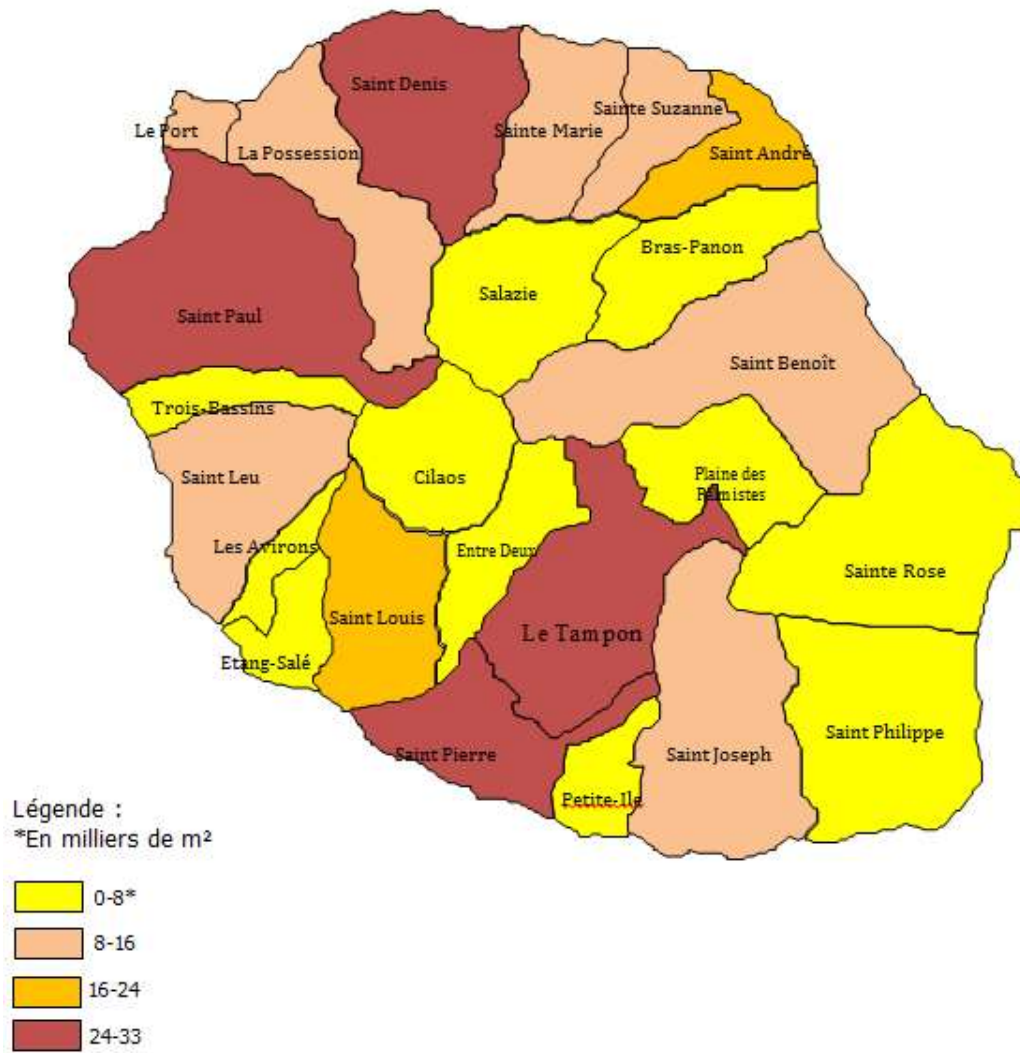 Saint Denis
Sainte Suzanne
Le Port
Sainte Marie
La Possession
Saint André
Bras-Panon
Salazie
Saint Paul
Saint Benoît
Trois-Bassins
Saint Leu
Cilaos
Plaine des
Palmistes
Les Avirons
Entre Deux
Sainte Rose
Saint Louis
Le Tampon
Etang-Salé
Saint Philippe
Saint Pierre
Saint Joseph
Petite-Ile
Légende :
*En milliers de m²
0-8*
8-16
16-24
24-33